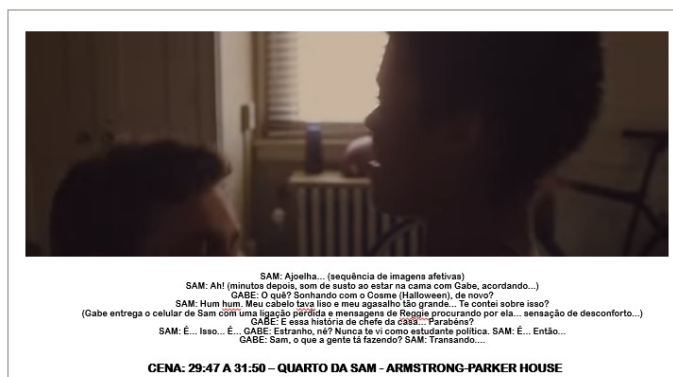 SAM: Ajoelha... (sequência de imagens afetivas)
SAM: Ah! (minutos depois, som de susto ao estar na cama com Gabe, acordando...)
GABE: O quê? Sonhando com o Cosme (Halloween), de novo?
SAM: Hum hum. Meu cabelo tava liso e meu agasalho tão grande... Te contei sobre isso?
(Gabe entrega o celular de Sam com uma ligação perdida e mensagens de Reggie procurando por ela... sensação de desconforto...)
GABE: E essa história de chefe da casa... Parabéns?
SAM: É... Isso... É... GABE: Estranho, né? Nunca te vi como estudante política. SAM: É... Então...
GABE: Sam, o que a gente tá fazendo? SAM: Transando....
CENA: 29:47 A 31:50 – QUARTO DA SAM - ARMSTRONG-PARKER HOUSE